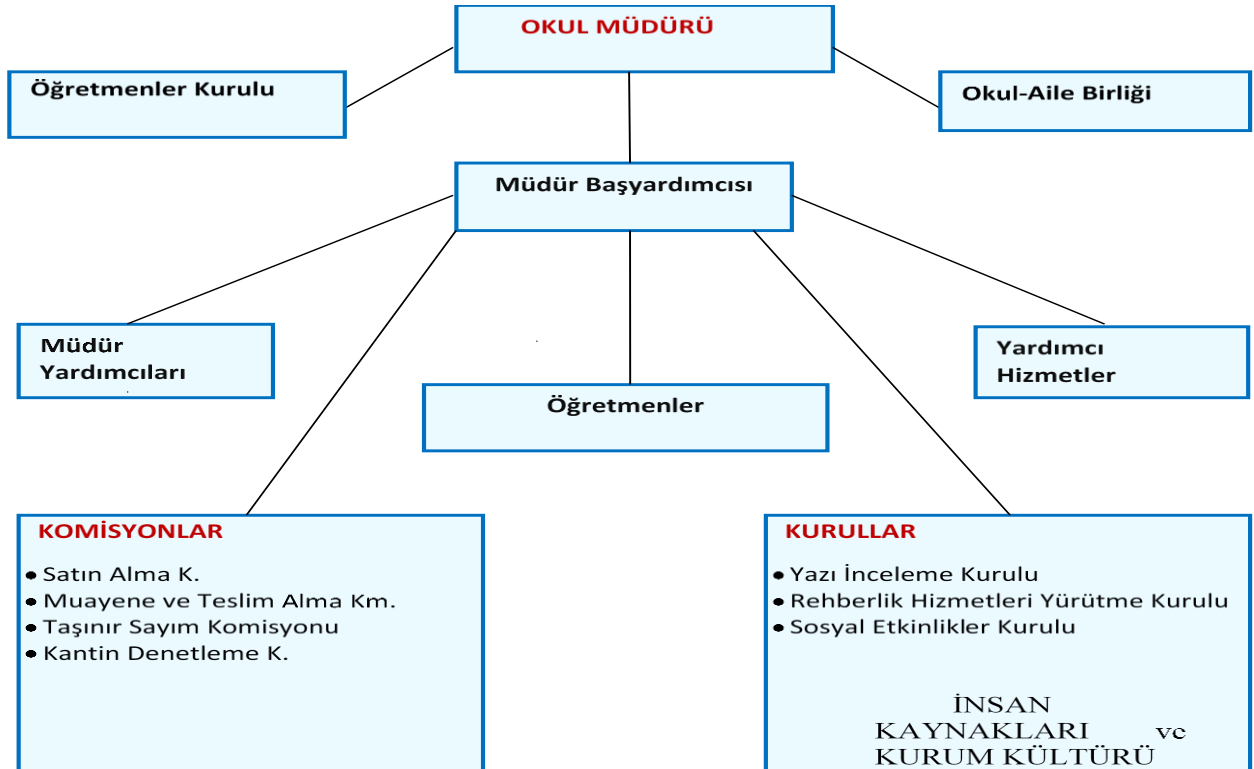 OKUL MÜDÜRÜ
Öğretmenler Kurulu
Okul-Aile Birliği
Müdür Başyardımcısı
Müdür
Yardımcıları
Öğretmenler
Yardımcı
Hizmetler
KOMİSYONLAR
• Satın Alma K.
• Muayene ve Teslim Alma Km.
• Taşınır Sayım Komisyonu
• Kantin Denetleme K.
KURULLAR
• Yazı İnceleme Kurulu
• Rehberlik Hizmetleri Yürütme Kurulu
• Sosyal Etkinlikler Kurulu
İNSAN
KAYNAKLARI ve
KURUM KÜLTÜRÜ